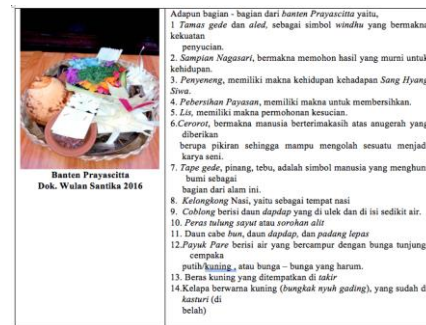 Adapun bagian - bagian dari banten Prayascitta yaitu,
1 Tamas gede dan aled, sebagai simbol windhu yang bermakna
kekuatan
penyucian.
2. Sampian Nagasari, bermakna memohon hasil yang murni untuk
kehidupan.
3. Penyeneng, memiliki makna kehidupan kehadapan Sang Hyang
Siwa.
4. Pebersihan Payasan, memiliki makna untuk membersihkan.
5. Lis, memiliki makna permohonan kesucian.
6.Cerorot, bermakna manusia berterimakasih atas anugerah yang
diberikan
berupa pikiran sehingga mampu mengolah sesuatu menjadi
karya seni.
7. Tape gede, pinang, tebu, adalah simbol manusia yang menghuni
bumi sebagai
bagian dari alam ini.
8. Kelongkong Nasi, yaitu sebagai tempat nasi
9. Coblong berisi daun dapdap yang di ulek dan di isi sedikit air.
10. Peras tulung sayut atau sorohan alit
11. Daun cabe bun, daun dapdap, dan padang lepas
12.Payuk Pare berisi air yang bercampur dengan bunga tunjung,
cempaka
putih/kuning , atau bunga – bunga yang harum.
13. Beras kuning yang ditempatkan di takir
14.Kelapa berwarna kuning (bungkak nyuh gading), yang sudah di
kasturi (di
belah)
Banten Prayascitta
Dok. Wulan Santika 2016